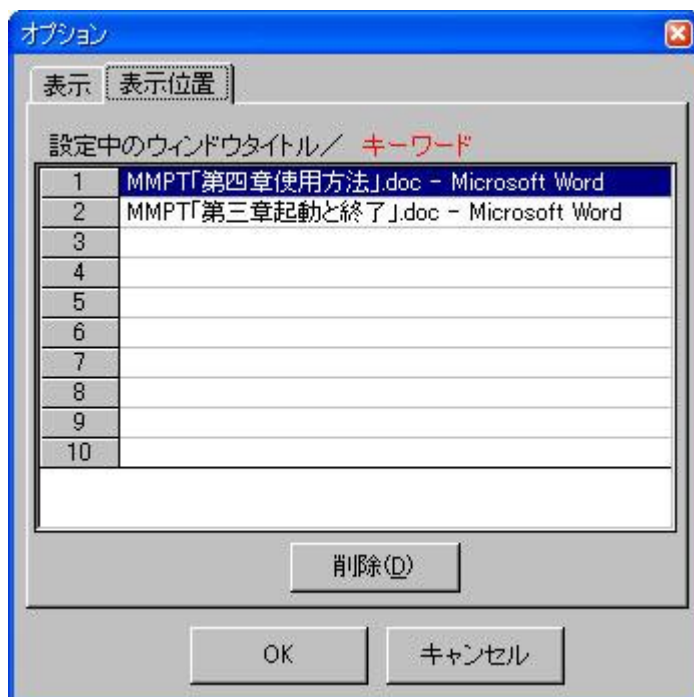 オプション
表示 表示位置
設定中のウィンドウタイトル／ キーワード
1 MMPT「第四章使用方法」.doc - Microsoft Word
2 MMPT「第三章起動と終了」.doc - Microsoft Word
3
4
5
6
7
8
9
10
削除(D)
OK キャンセル